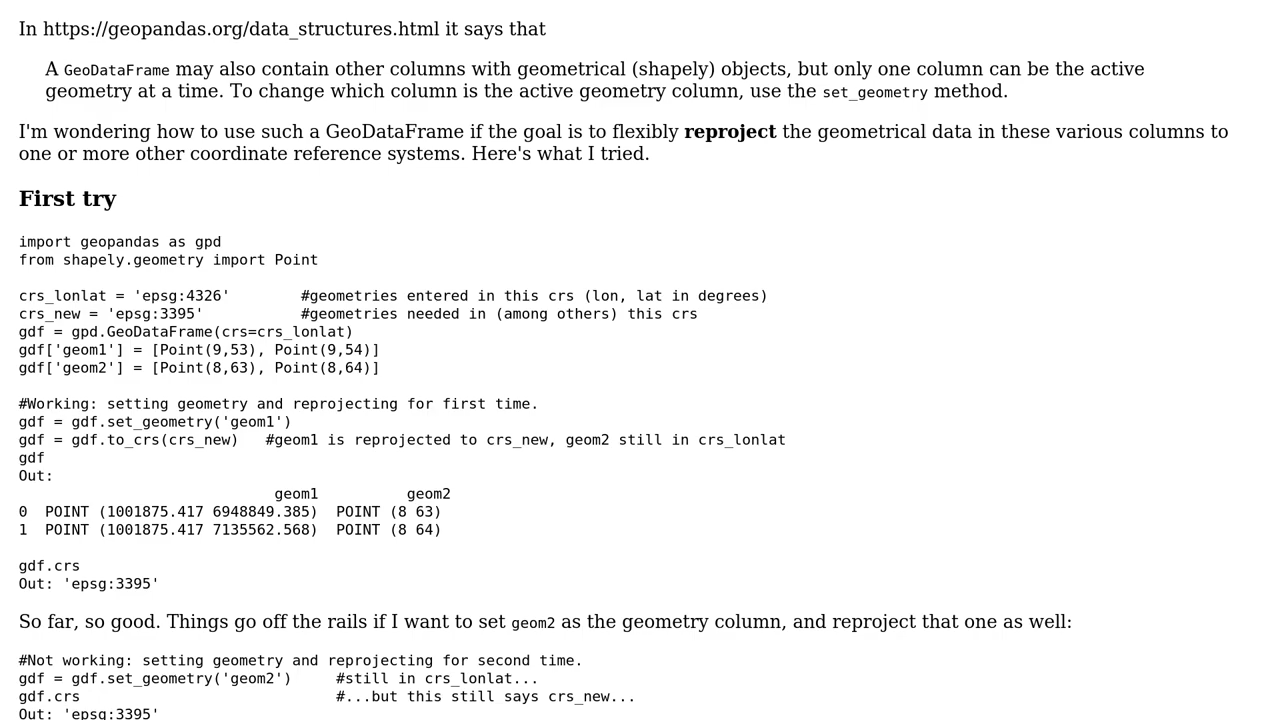 In https://geopandas.org/data_structures.html it says that
A GeoDataFrame may also contain other columns with geometrical (shapely) objects, but only one column can be the active
geometry at a time. To change which column is the active geometry column, use the set_geometry method.
I'm wondering how to use such a GeoDataFrame if the goal is to flexibly reproject the geometrical data in these various columns to
one or more other coordinate reference systems. Here's what I tried.
First try
import geopandas as gpd
from shapely.geometry import Point
crs_lonlat = 'epsg:4326'        #geometries entered in this crs (lon, lat in degrees)
crs_new = 'epsg:3395'           #geometries needed in (among others) this crs
gdf = gpd.GeoDataFrame(crs=crs_lonlat)
gdf['geom1'] = [Point(9,53), Point(9,54)]
gdf['geom2'] = [Point(8,63), Point(8,64)]
#Working: setting geometry and reprojecting for first time.
gdf = gdf.set_geometry('geom1')
gdf = gdf.to_crs(crs_new)   #geom1 is reprojected to crs_new, geom2 still in crs_lonlat
gdf
Out:
                             geom1          geom2
0  POINT (1001875.417 6948849.385)  POINT (8 63)
1  POINT (1001875.417 7135562.568)  POINT (8 64)
gdf.crs
Out: 'epsg:3395'
So far, so good. Things go off the rails if I want to set geom2 as the geometry column, and reproject that one as well:
#Not working: setting geometry and reprojecting for second time.
gdf = gdf.set_geometry('geom2')     #still in crs_lonlat...
gdf.crs                             #...but this still says crs_new...
Out: 'epsg:3395'